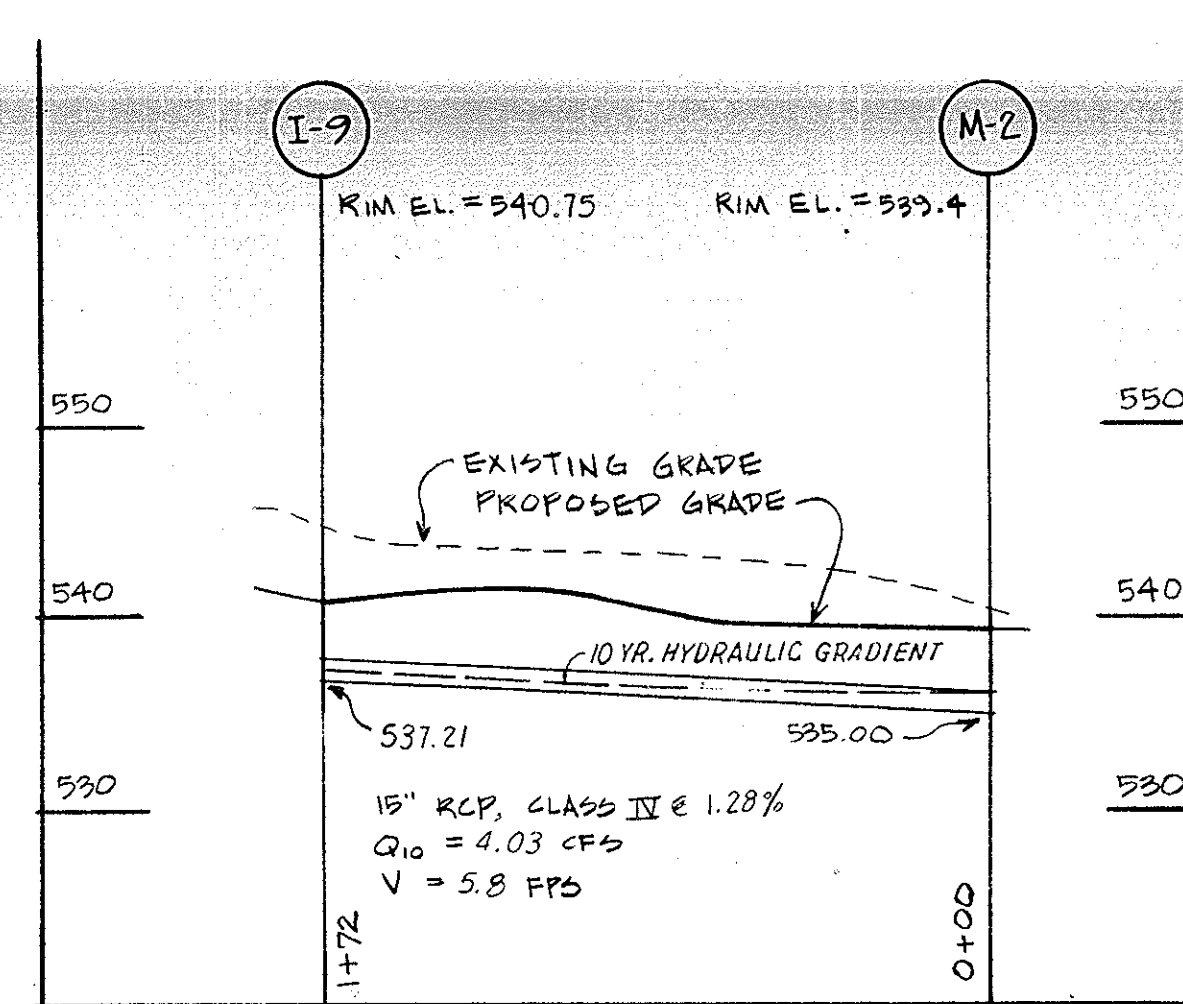 I-9
M-2
RIM EL. = 540.75
RIM EL. = 539.4
550
550
EXISTING GRADE
PROPOSED GRADE
540
540
10 YR. HYDRAULIC GRADIENT
537.21
535.00
530
530
15" RCP, CLASS IV @ 1.28%
Q10 = 4.03 CFS
V = 5.8 FPS
1+72
0+00